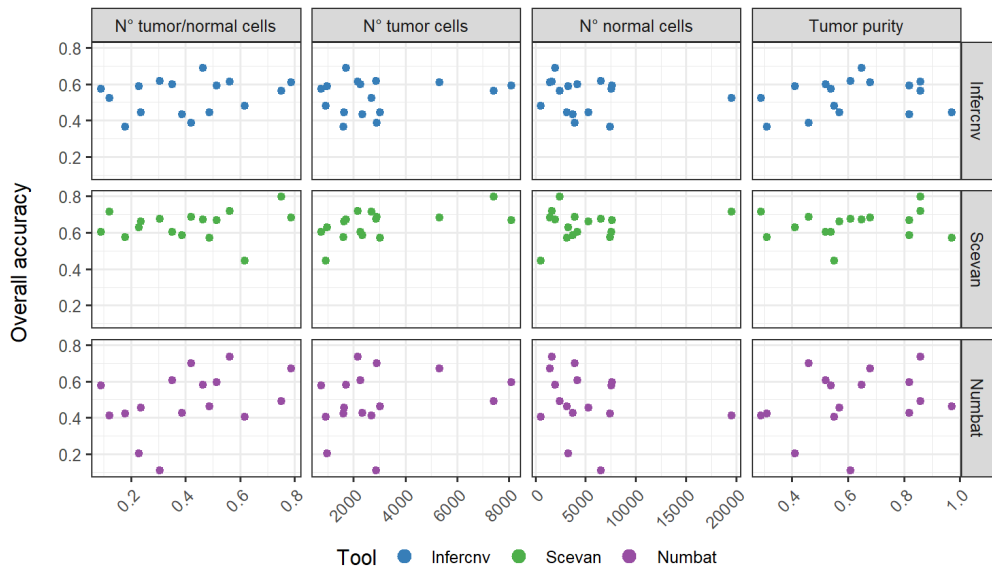 N° tumor/normal cells
N° tumor cells
N° normal cells
Tumor purity
Overall accuracy
0.8
0.6
0.4
0.2
Infercnv
0.8
0.6
0.4
0.2
Scevan
0.8
0.6
0.4
0.2
Numbat
0.2
0.4
0.6
0.8
2000
4000
6000
8000
0
5000
10000
15000
20000
0.4
0.6
0.8
1.0
Tool
Infercnv
Scevan
Numbat